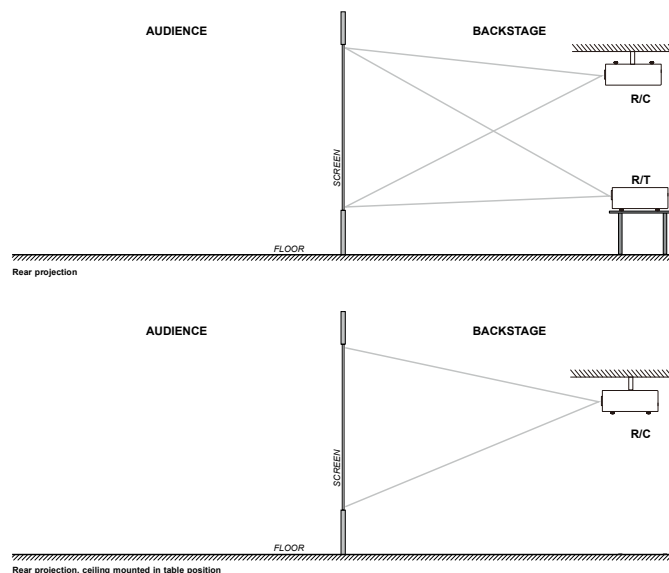 AUDIENCE
BACKSTAGE
R/C
R/T
SCREEN
FLOOR
Rear projection
AUDIENCE
BACKSTAGE
R/C
SCREEN
FLOOR
Rear projection, ceiling mounted in table position